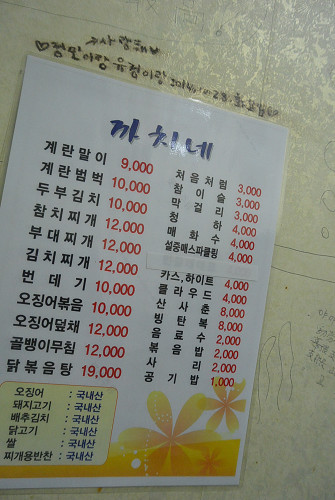 사랑해♥
유정이랑
까치네
계란말이 9,000
계란범벅 10,000
두부김치 10,000
참치찌개 12,000
부대찌개 12,000
김치찌개 12,000
번데기 10,000
오징어볶음 10,000
오징어덮채 12,000
골뱅이무침 12,000
닭볶음탕 19,000
처음처럼 3,000
참이슬 3,000
막걸리 3,000
청하 4,000
매화수 4,000
설중매스파클링 4,000
카스,하이트 4,000
클라우드 4,000
산사춘 8,000
빙탄복 8,000
음료수 2,000
볶음밥 2,000
사리 2,000
공기밥 1,000
오징어 : 국내산
돼지고기 : 국내산
배추김치 : 국내산
닭고기 : 국내산
쌀 : 국내산
찌개용반찬 : 국내산